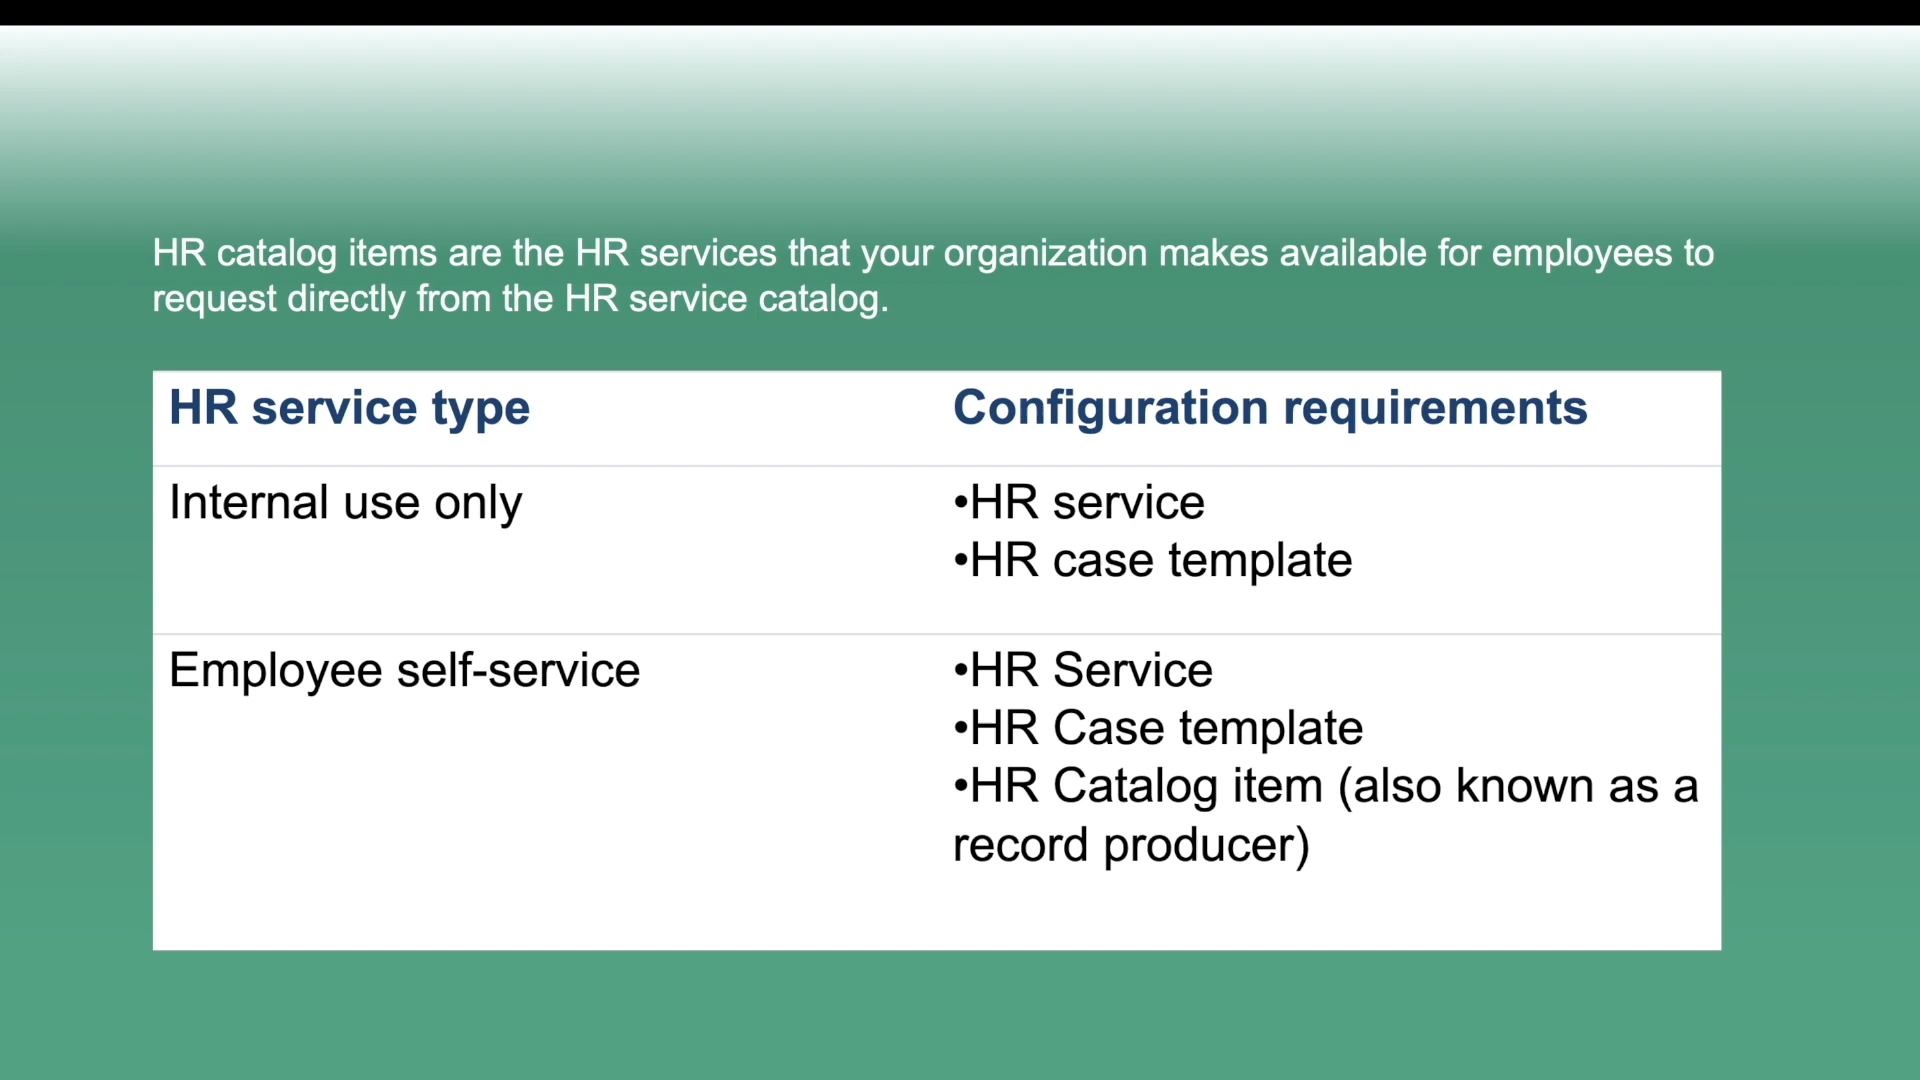 HR catalog items are the HR services that your organization makes available for employees to
request directly from the HR service catalog.
HR service type
Configuration requirements
Internal use only
•HR service
•HR case template
Employee self-service
•HR Service
•HR Case template
•HR Catalog item (also known as a
record producer)